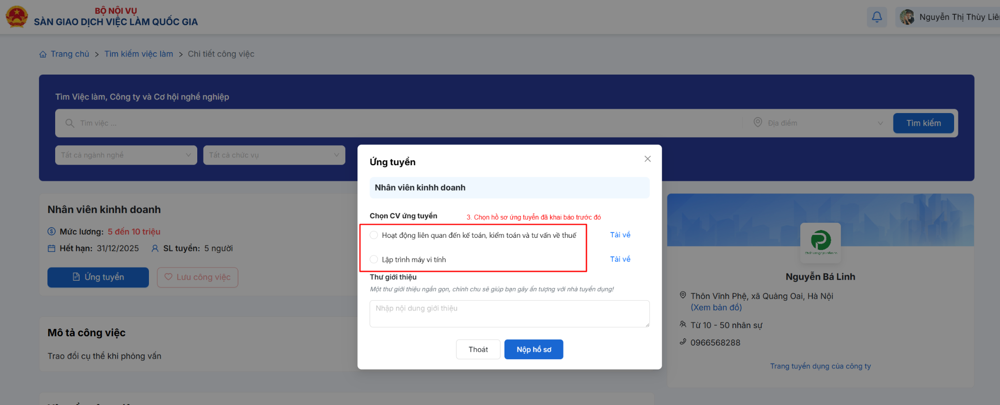 BỘ NỘI VỤ
SÀN GIAO DỊCH VIỆC LÀM QUỐC GIA
Nguyễn Thị Thùy
Trang chủ > Tìm kiếm việc làm > Chi tiết công việc
Tìm Việc làm, Công ty và Cơ hội nghề nghiệp
Tìm việc ...
Địa điểm
Tìm kiếm
Tất cả ngành nghề
Tất cả chức vụ
Nhân viên kinhh doanh
Mức lương: 5 đến 10 triệu
Hết hạn: 31/12/2025 SL tuyển: 5 người
Ứng tuyển
Lưu công việc
Mô tả công việc
Trao đổi cụ thể khi phỏng vấn
Ứng tuyển
Nhân viên kinhh doanh
Chọn CV ứng tuyển
3. Chọn hồ sơ ứng tuyển đã khai báo trước đó
Hoạt động liên quan đến kế toán, kiểm toán và tư vấn về thuế
Tải về
Lập trình máy vi tính
Tải về
Thư giới thiệu
Một thư giới thiệu ngắn gọn, chỉnh chu sẽ giúp bạn gây ấn tượng với nhà tuyển dụng!
Nhập nội dung giới thiệu
Thoát
Nộp hồ sơ
Nguyễn Bá Linh
Thôn Vĩnh Phệ, xã Quảng Oai, Hà Nội
(Xem bản đồ)
Từ 10 - 50 nhân sự
0966568288
Trang tuyển dụng của công ty